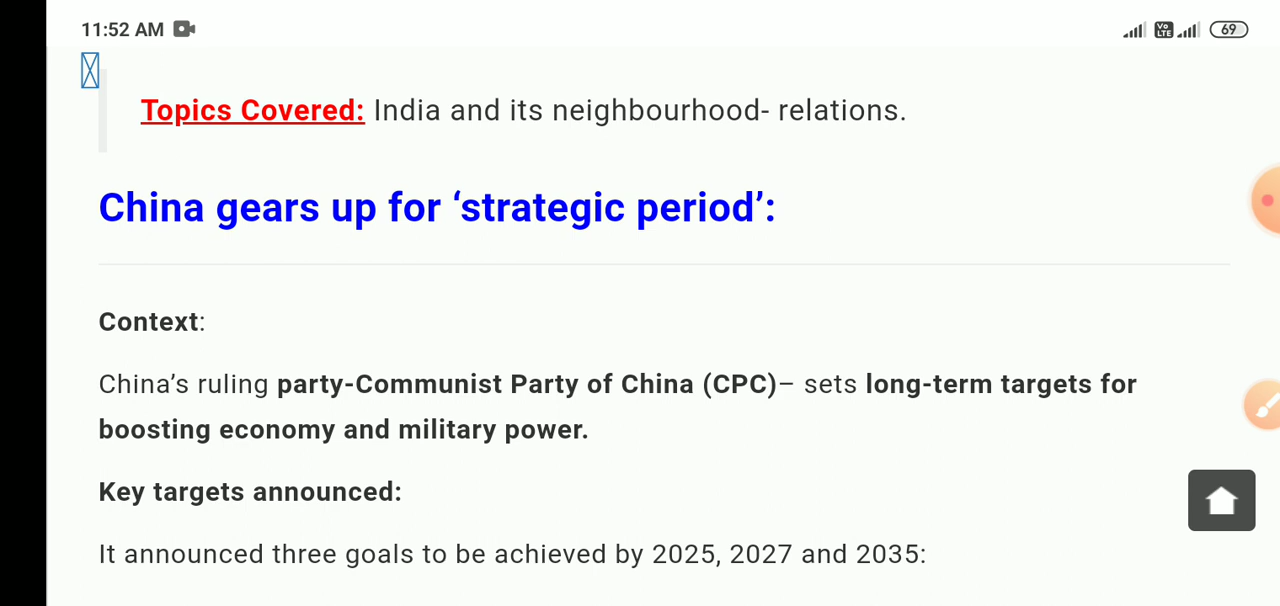 11:52 AM
Vo LTE
69
Topics Covered: India and its neighbourhood- relations.
China gears up for ‘strategic period’:
Context:
China’s ruling party-Communist Party of China (CPC)– sets long-term targets for
boosting economy and military power.
Key targets announced:
It announced three goals to be achieved by 2025, 2027 and 2035: